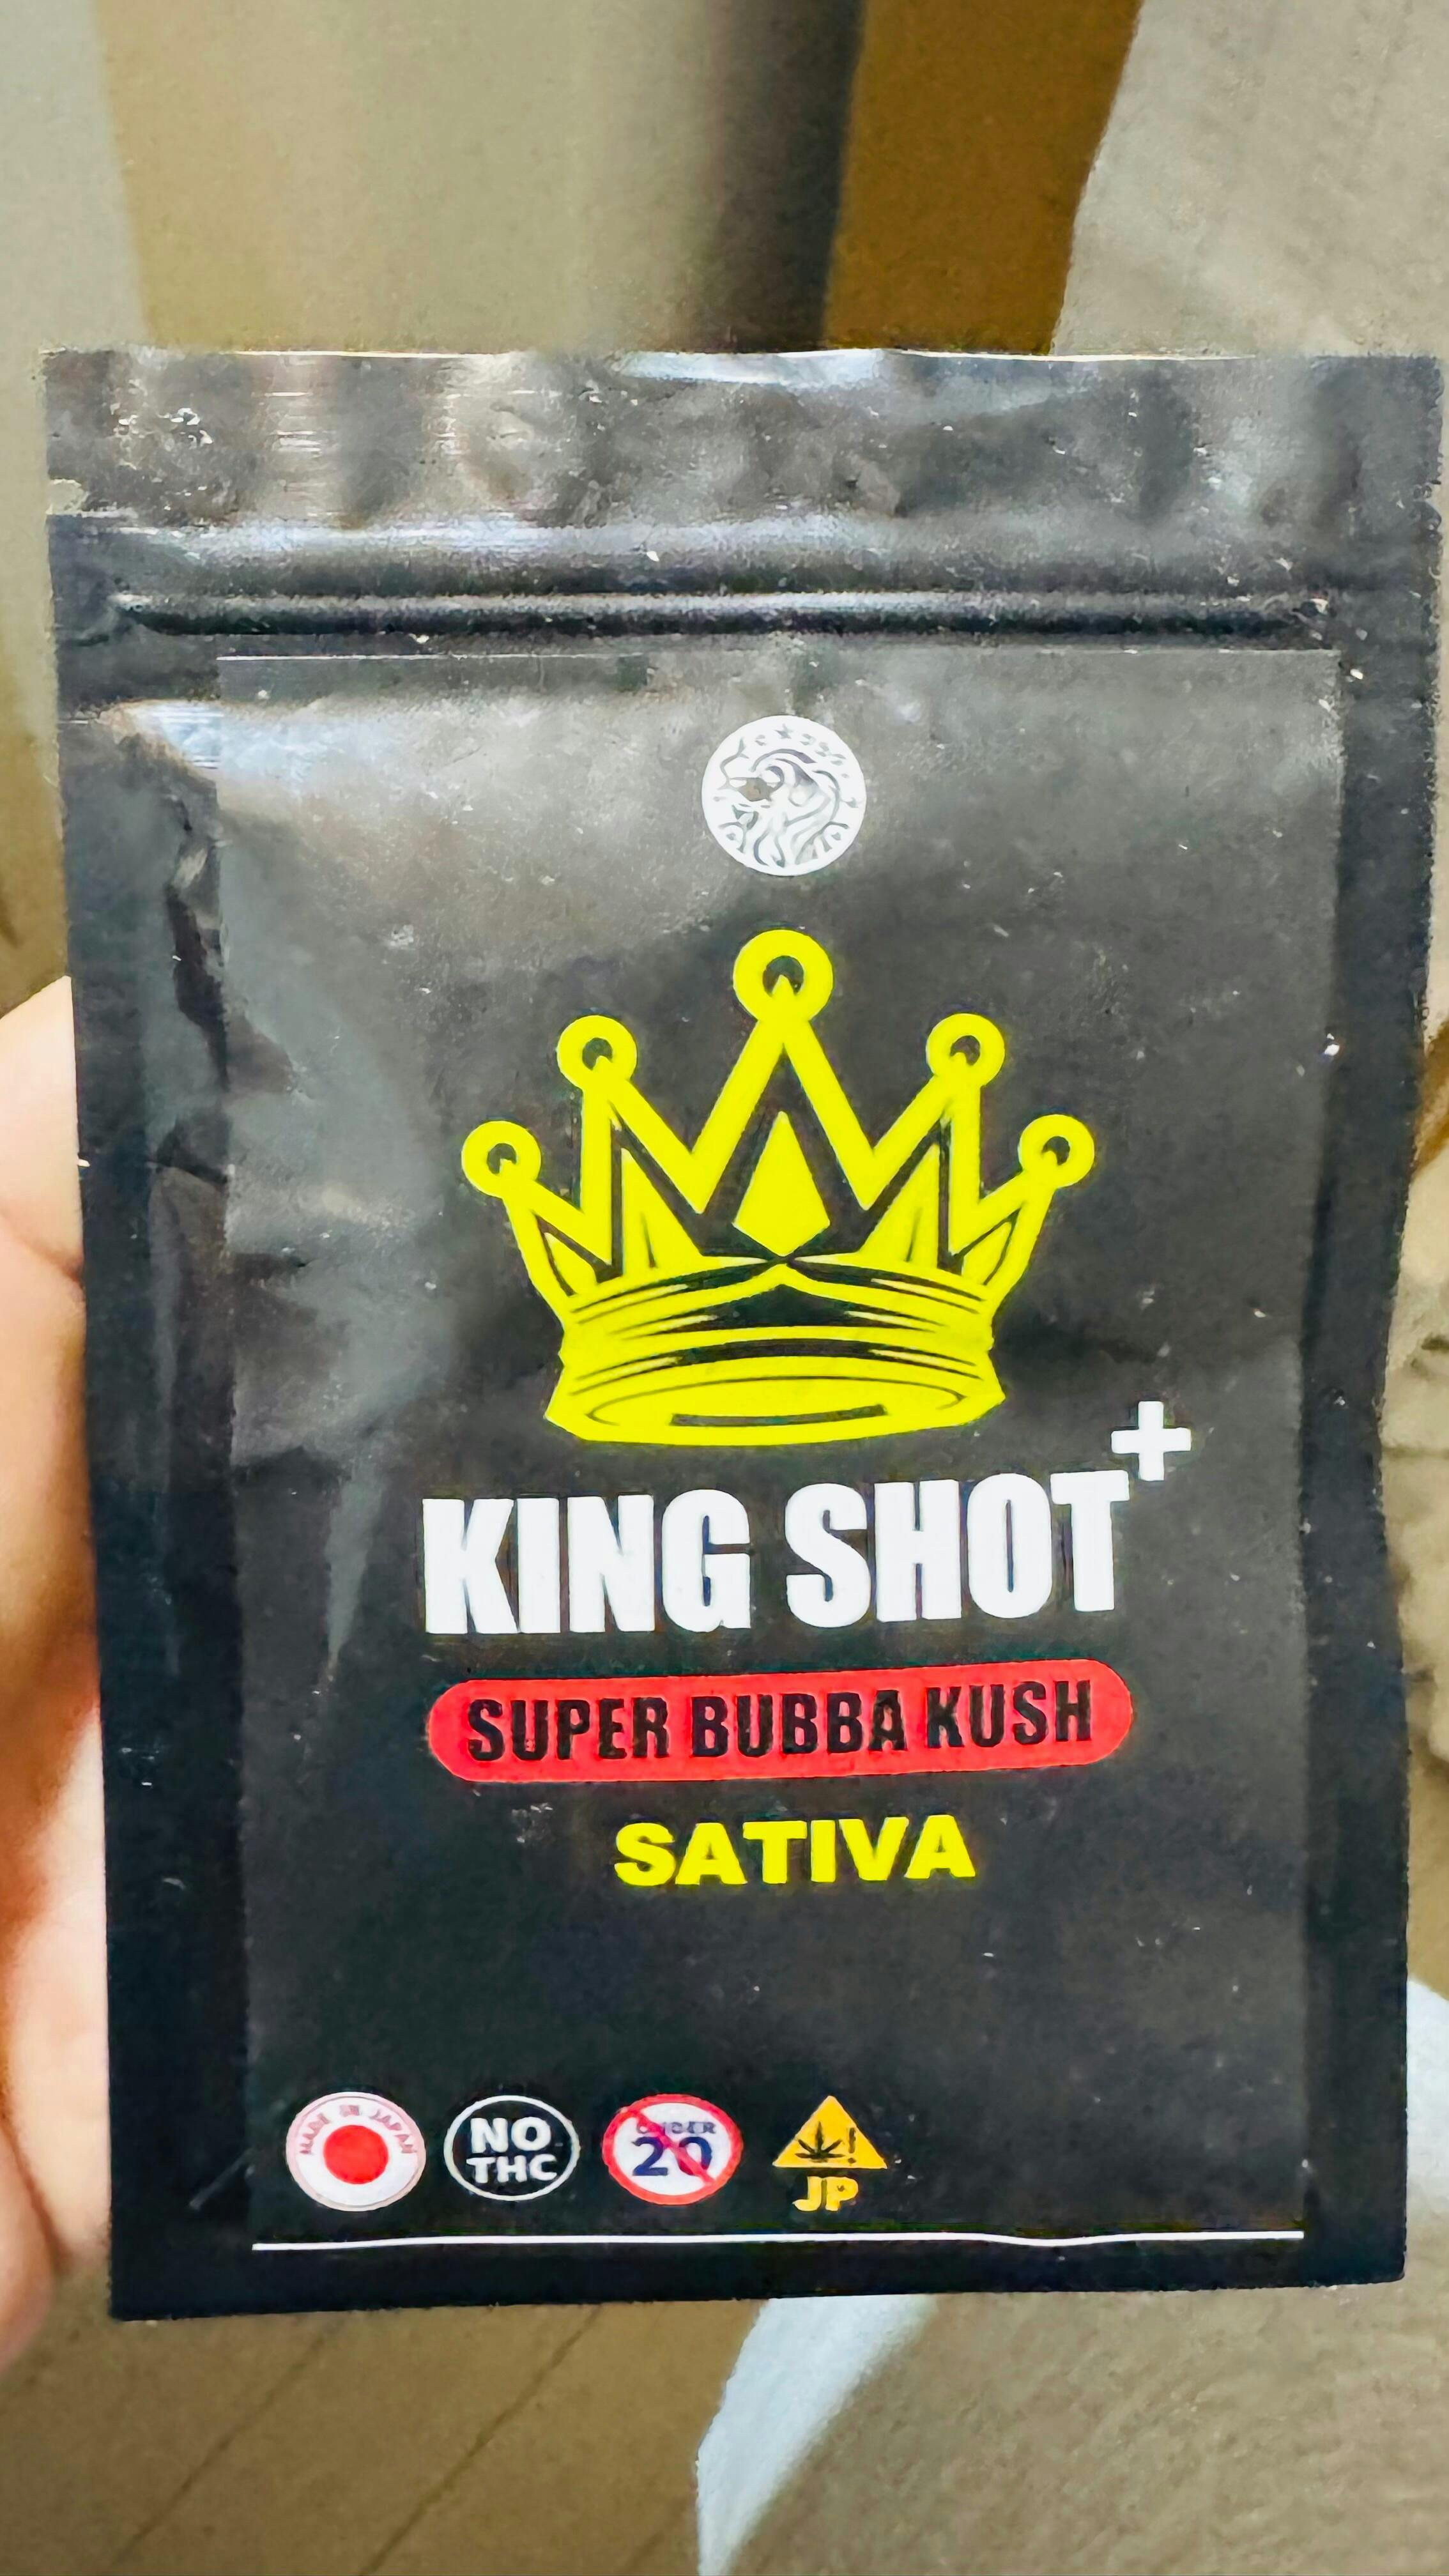 +
KING SHOT
SUPER BUBBA KUSH
SATIVA
MADE IN JAPAN
NO
THC
UNDER
20
!
JP